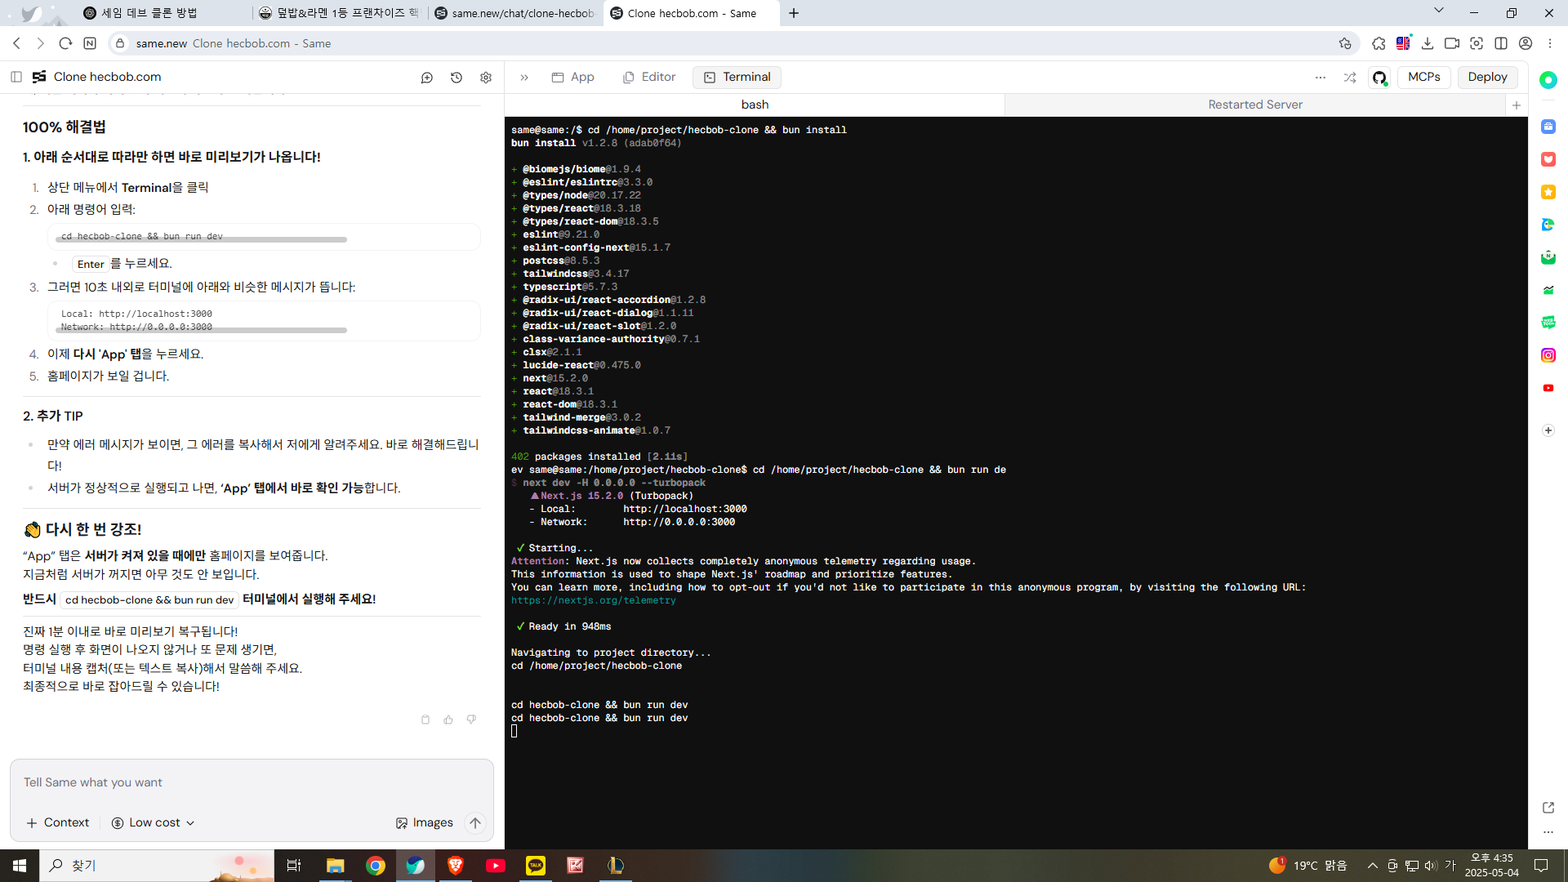 세임 데브 클론 방법
덮밥&라멘 1등 프랜차이즈 핵
same.new/chat/clone-hecbob
Clone hecbob.com - Same
same.new Clone hecbob.com - Same
Clone hecbob.com
App
Editor
Terminal
MCPs
Deploy
100% 해결법
1. 아래 순서대로 따라만 하면 바로 미리보기가 나옵니다!
1. 상단 메뉴에서 Terminal을 클릭
2. 아래 명령어 입력:
cd hecbob-clone && bun run dev
Enter 를 누르세요.
3. 그러면 10초 내외로 터미널에 아래와 비슷한 메시지가 뜹니다:
Local: http://localhost:3000
Network: http://0.0.0.0:3000
4. 이제 다시 'App' 탭을 누르세요.
5. 홈페이지가 보일 겁니다.
2. 추가 TIP
만약 에러 메시지가 보이면, 그 에러를 복사해서 저에게 알려주세요. 바로 해결해드립니
다!
서버가 정상적으로 실행되고 나면, ‘App’ 탭에서 바로 확인 가능합니다.
👏 다시 한 번 강조!
“App” 탭은 서버가 켜져 있을 때에만 홈페이지를 보여줍니다.
지금처럼 서버가 꺼지면 아무 것도 안 보입니다.
반드시 cd hecbob-clone && bun run dev 터미널에서 실행해 주세요!
진짜 1분 이내로 바로 미리보기 복구됩니다!
명령 실행 후 화면이 나오지 않거나 또 문제 생기면,
터미널 내용 캡처(또는 텍스트 복사)해서 말씀해 주세요.
최종적으로 바로 잡아드릴 수 있습니다!
Tell Same what you want
Context
Low cost
Images
bash
Restarted Server
same@same:/$ cd /home/project/hecbob-clone && bun install
bun install v1.2.8 (adab0f64)
+ @biomejs/biome@1.9.4
+ @eslint/eslintrc@3.3.0
+ @types/node@20.17.22
+ @types/react@18.3.18
+ @types/react-dom@18.3.5
+ eslint@9.21.0
+ eslint-config-next@15.1.7
+ postcss@8.5.3
+ tailwindcss@3.4.17
+ typescript@5.7.3
+ @radix-ui/react-accordion@1.2.8
+ @radix-ui/react-dialog@1.1.11
+ @radix-ui/react-slot@1.2.0
+ class-variance-authority@0.7.1
+ clsx@2.1.1
+ lucide-react@0.475.0
+ next@15.2.0
+ react@18.3.1
+ react-dom@18.3.1
+ tailwind-merge@3.0.2
+ tailwindcss-animate@1.0.7
402 packages installed [2.11s]
ev same@same:/home/project/hecbob-clone$ cd /home/project/hecbob-clone && bun run de
$ next dev -H 0.0.0.0 --turbopack
▲Next.js 15.2.0 (Turbopack)
- Local: http://localhost:3000
- Network: http://0.0.0.0:3000
✓ Starting...
Attention: Next.js now collects completely anonymous telemetry regarding usage.
This information is used to shape Next.js' roadmap and prioritize features.
You can learn more, including how to opt-out if you'd not like to participate in this anonymous program, by visiting the following URL:
https://nextjs.org/telemetry
✓ Ready in 948ms
Navigating to project directory...
cd /home/project/hecbob-clone
cd hecbob-clone && bun run dev
cd hecbob-clone && bun run dev
찾기
TALK
1
19°C 맑음
가
오후 4:35
2025-05-04